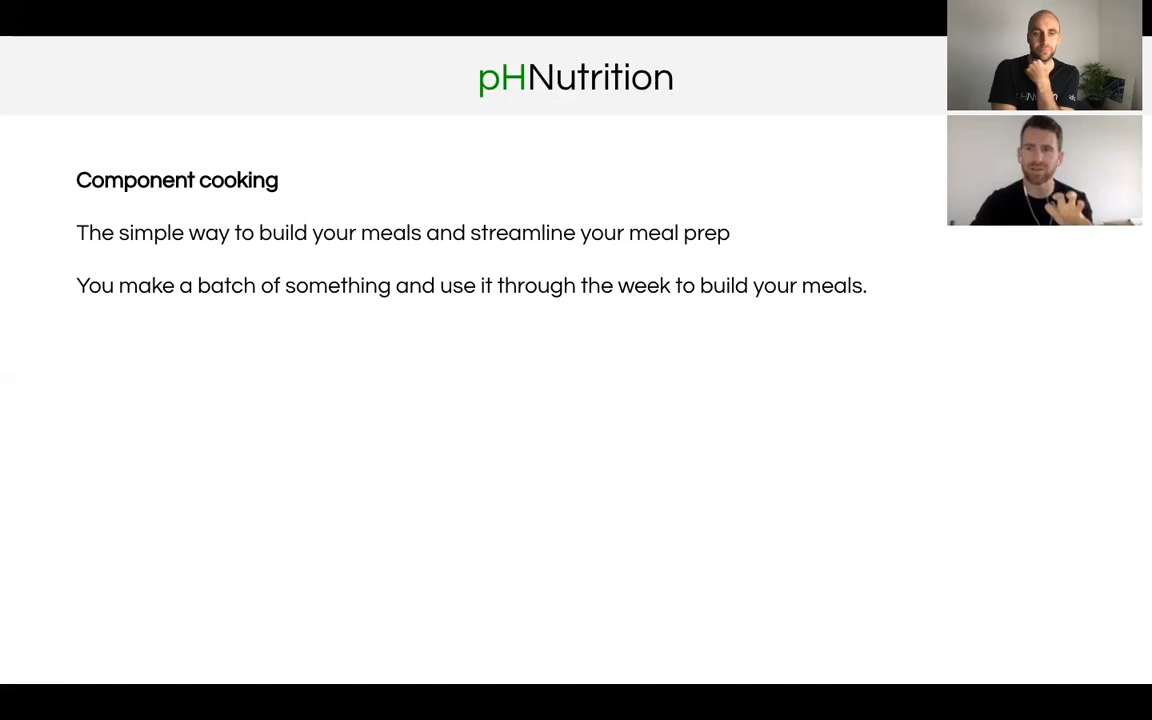 pHNutrition
Component cooking
The simple way to build your meals and streamline your meal prep
You make a batch of something and use it through the week to build your meals.